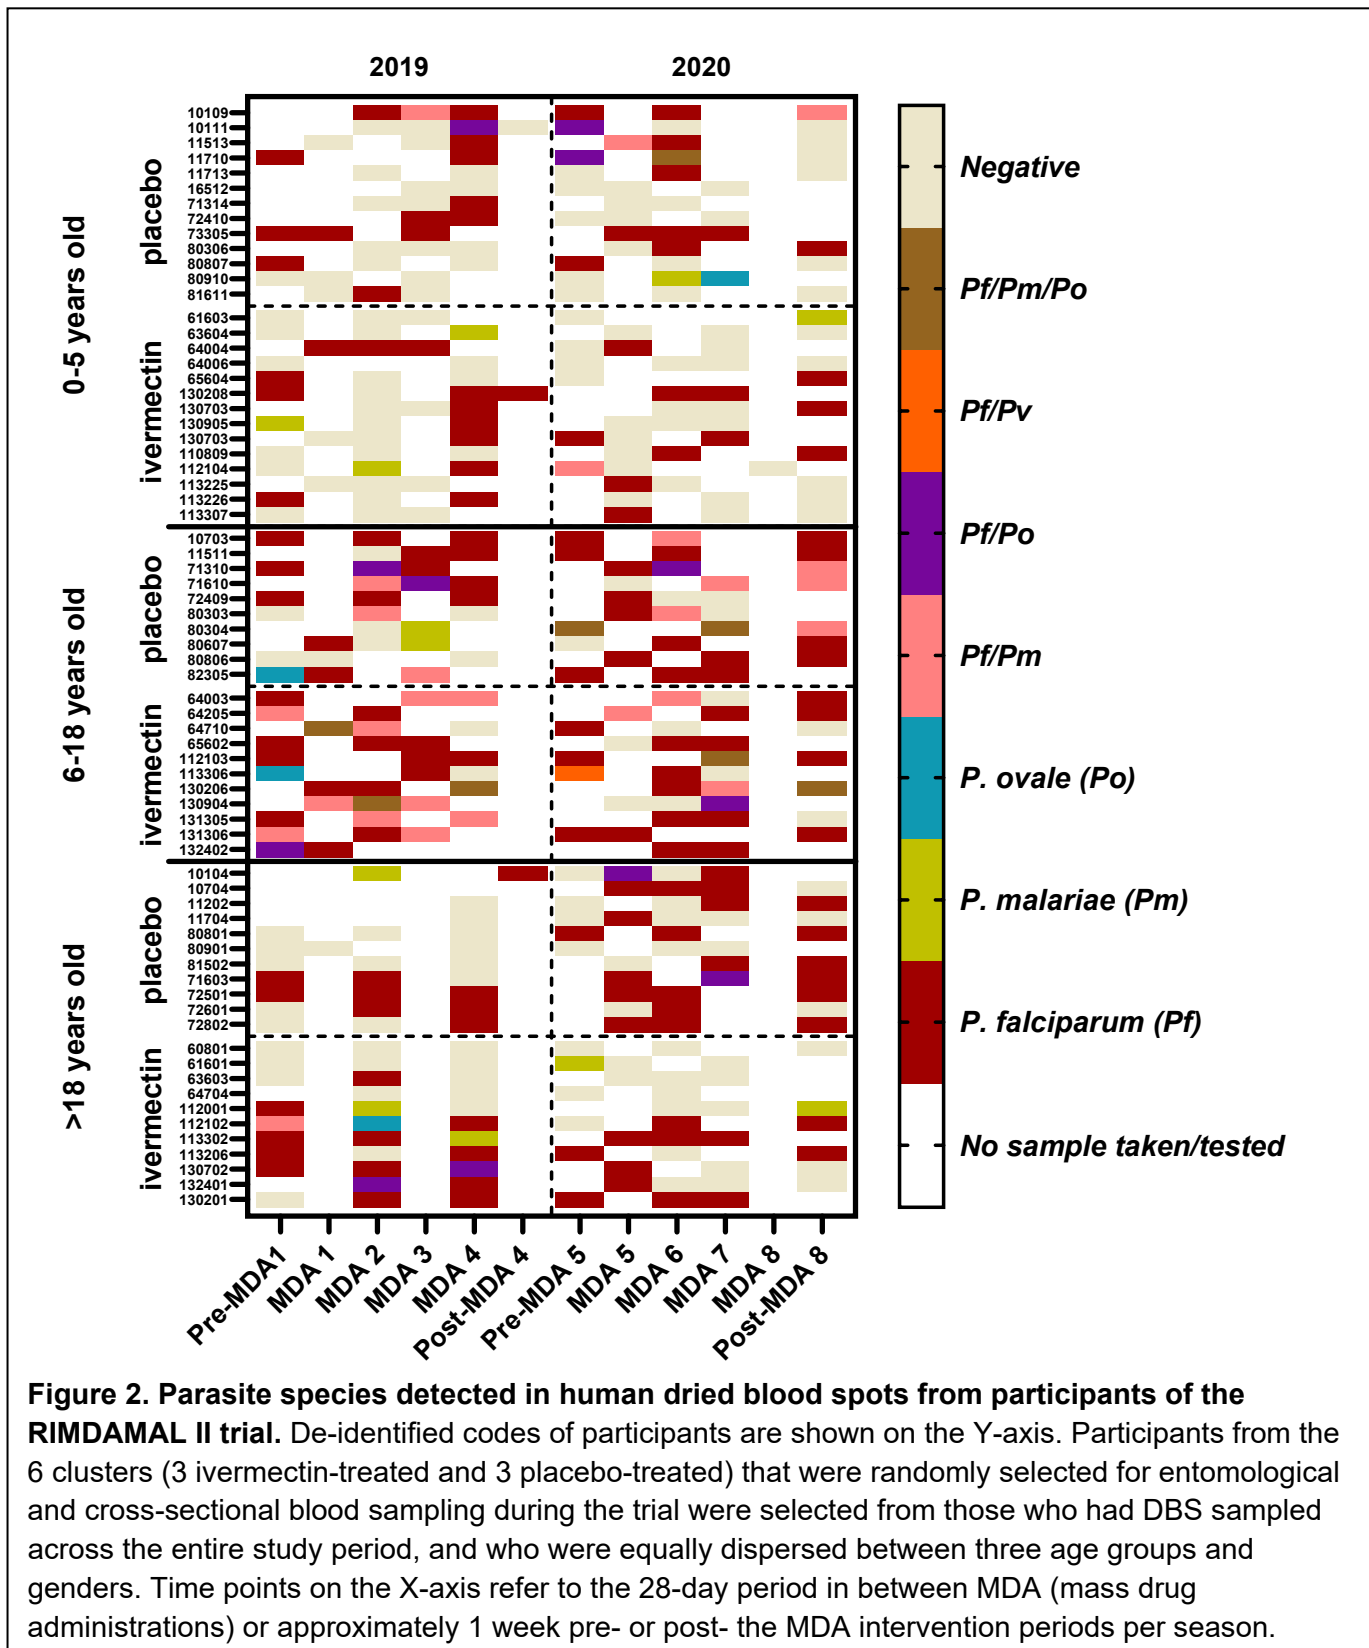 2019 2020
0-5 years old
placebo
10109
10111
11513
11710
11713
16512
71314
72410
73305
80306
80807
80910
81611
ivermectin
61603
63604
64004
64006
65604
130208
130703
130905
130703
110809
112104
113225
113226
113307
6-18 years old
placebo
10703
11511
71310
71610
72409
80303
80304
80607
80806
82305
ivermectin
64003
64205
64710
65602
112103
113306
130206
130904
131305
131306
132402
>18 years old
placebo
10104
10704
11202
11704
80801
80901
81502
71603
72501
72601
72802
ivermectin
60801
61601
63603
64704
112001
112102
113302
113206
130702
132401
130201
Pre-MDA1
MDA 1
MDA 2
MDA 3
MDA 4
Post-MDA 4
Pre-MDA 5
MDA 5
MDA 6
MDA 7
MDA 8
Post-MDA 8
Negative
Pf/Pm/Po
Pf/Pv
Pf/Po
Pf/Pm
P. ovale (Po)
P. malariae (Pm)
P. falciparum (Pf)
No sample taken/tested
Figure 2. Parasite species detected in human dried blood spots from participants of the
RIMDAMAL II trial. De-identified codes of participants are shown on the Y-axis. Participants from the
6 clusters (3 ivermectin-treated and 3 placebo-treated) that were randomly selected for entomological
and cross-sectional blood sampling during the trial were selected from those who had DBS sampled
across the entire study period, and who were equally dispersed between three age groups and
genders. Time points on the X-axis refer to the 28-day period in between MDA (mass drug
administrations) or approximately 1 week pre- or post- the MDA intervention periods per season.